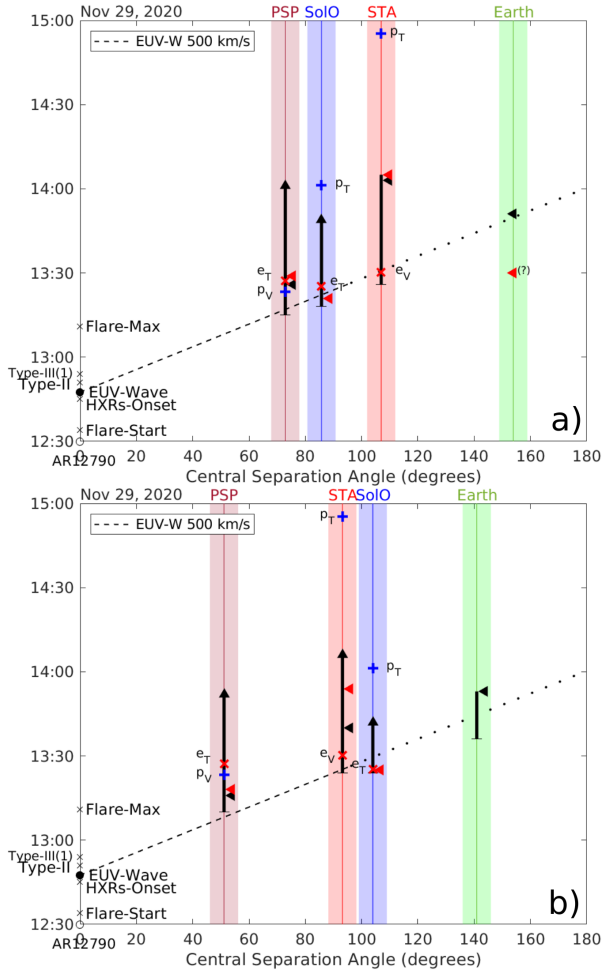 Nov 29, 2020
PSP
SolO
STA
Earth
15:00
EUV-W 500 km/s
p_T
14:30
p_T
14:00
e_T
p_V
e_T
e_V
(?)
13:30
Flare-Max
13:00
Type-III(1)
Type-II
EUV-Wave
HXRs-Onset
Flare-Start
12:30
AR12790
a)
20 40 60 80 100 120 140 160 180
Central Separation Angle (degrees)
Nov 29, 2020
PSP
STA
SolO
Earth
15:00
EUV-W 500 km/s
p_T
14:30
p_T
14:00
e_T
p_V
e_V
e_T
13:30
Flare-Max
13:00
Type-III(1)
Type-II
EUV-Wave
HXRs-Onset
Flare-Start
12:30
AR12790
b)
0 20 40 60 80 100 120 140 160 180
Central Separation Angle (degrees)